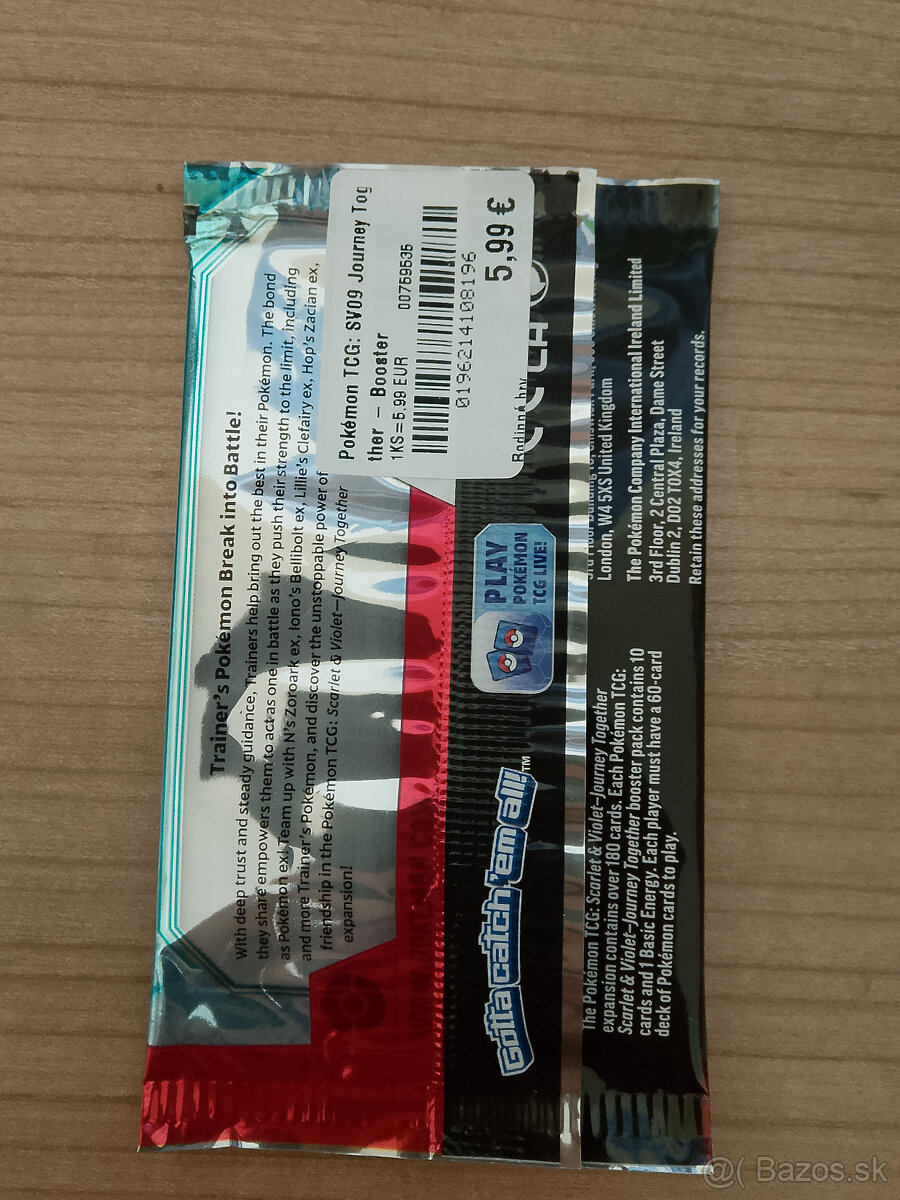 Trainer's Pokémon Break into Battle!
With deep trust and steady guidance, Trainers help bring out the best in their Pokémon. The bond
they share empowers them to act as one in battle as they push their strength to the limit, including
as Pokémon ex! Team up with N's Zoroark ex, Iono's Bellibolt ex, Lillie's Clefairy ex, Hop's Zacian ex,
and more Trainer's Pokémon, and discover the unstoppable power of
friendship in the Pokémon TCG: Scarlet & Violet—Journey Together
expansion!
Pokémon TCG: SV09 Journey Tog
ther – Booster
1KS=5.99 EUR
00759535
0196214108196
5,99 €
PLAY
POKÉMON
TCG LIVE!
Gotta catch 'em all!™
The Pokémon TCG: Scarlet & Violet—Journey Together
expansion contains over 180 cards. Each Pokémon TCG:
Scarlet & Violet—Journey Together booster pack contains 10
cards and 1 Basic Energy. Each player must have a 60-card
deck of Pokémon cards to play.
London, W4 5XS United Kingdom
The Pokémon Company International Ireland Limited
3rd Floor, 2 Central Plaza, Dame Street
Dublin 2, D02 T0X4, Ireland
Retain these addresses for your records.
@( Bazos.sk